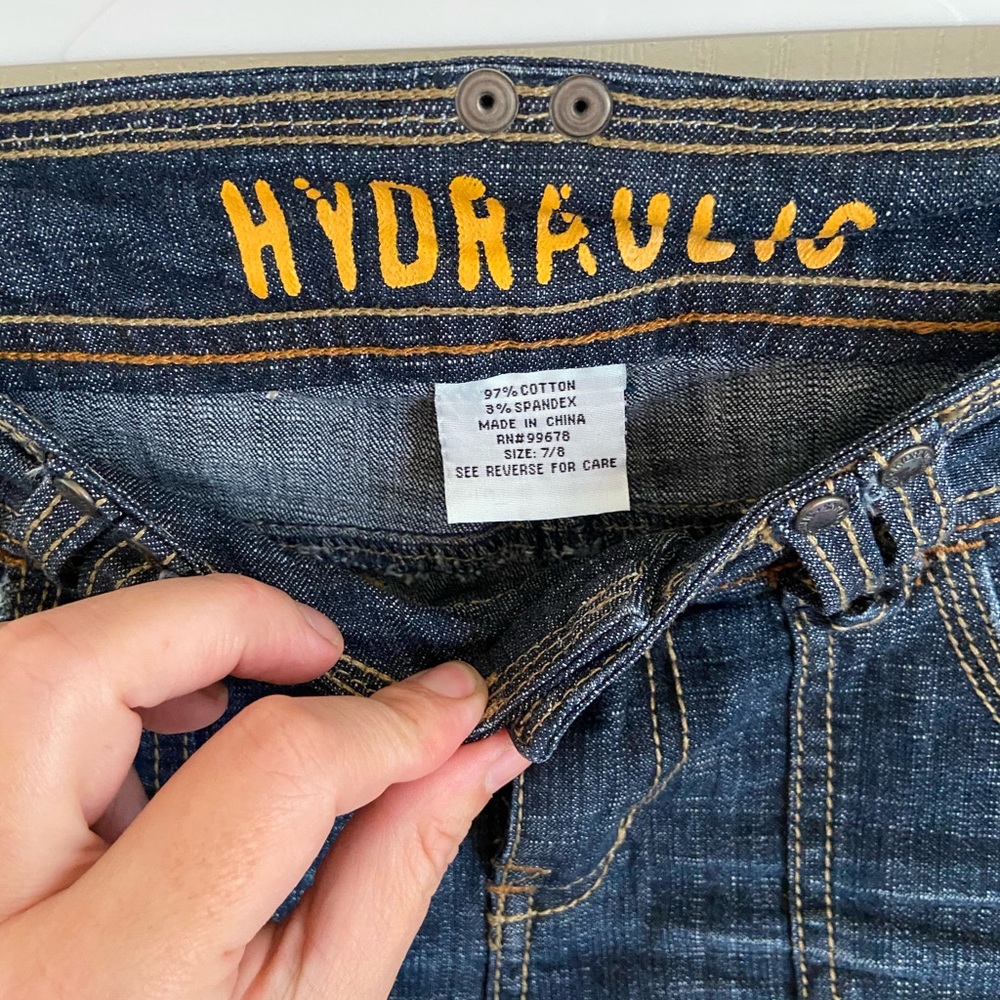 HYDRAULIC
97% COTTON
3% SPANDEX
MADE IN CHINA
RN#99678
SIZE: 7/8
SEE REVERSE FOR CARE